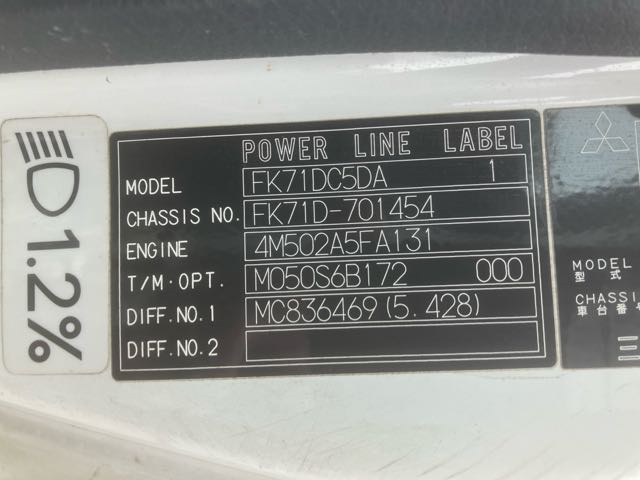 POWER LINE LABEL
MODEL FK71DC5DA 1
CHASSIS NO. FK71D-701454
ENGINE 4M502A5FA131
T/M·OPT. M050S6B172 000
DIFF.NO.1 MC836469(5.428)
DIFF.NO.2
1.2%
MODEL
型式
CHASSI
車台番号